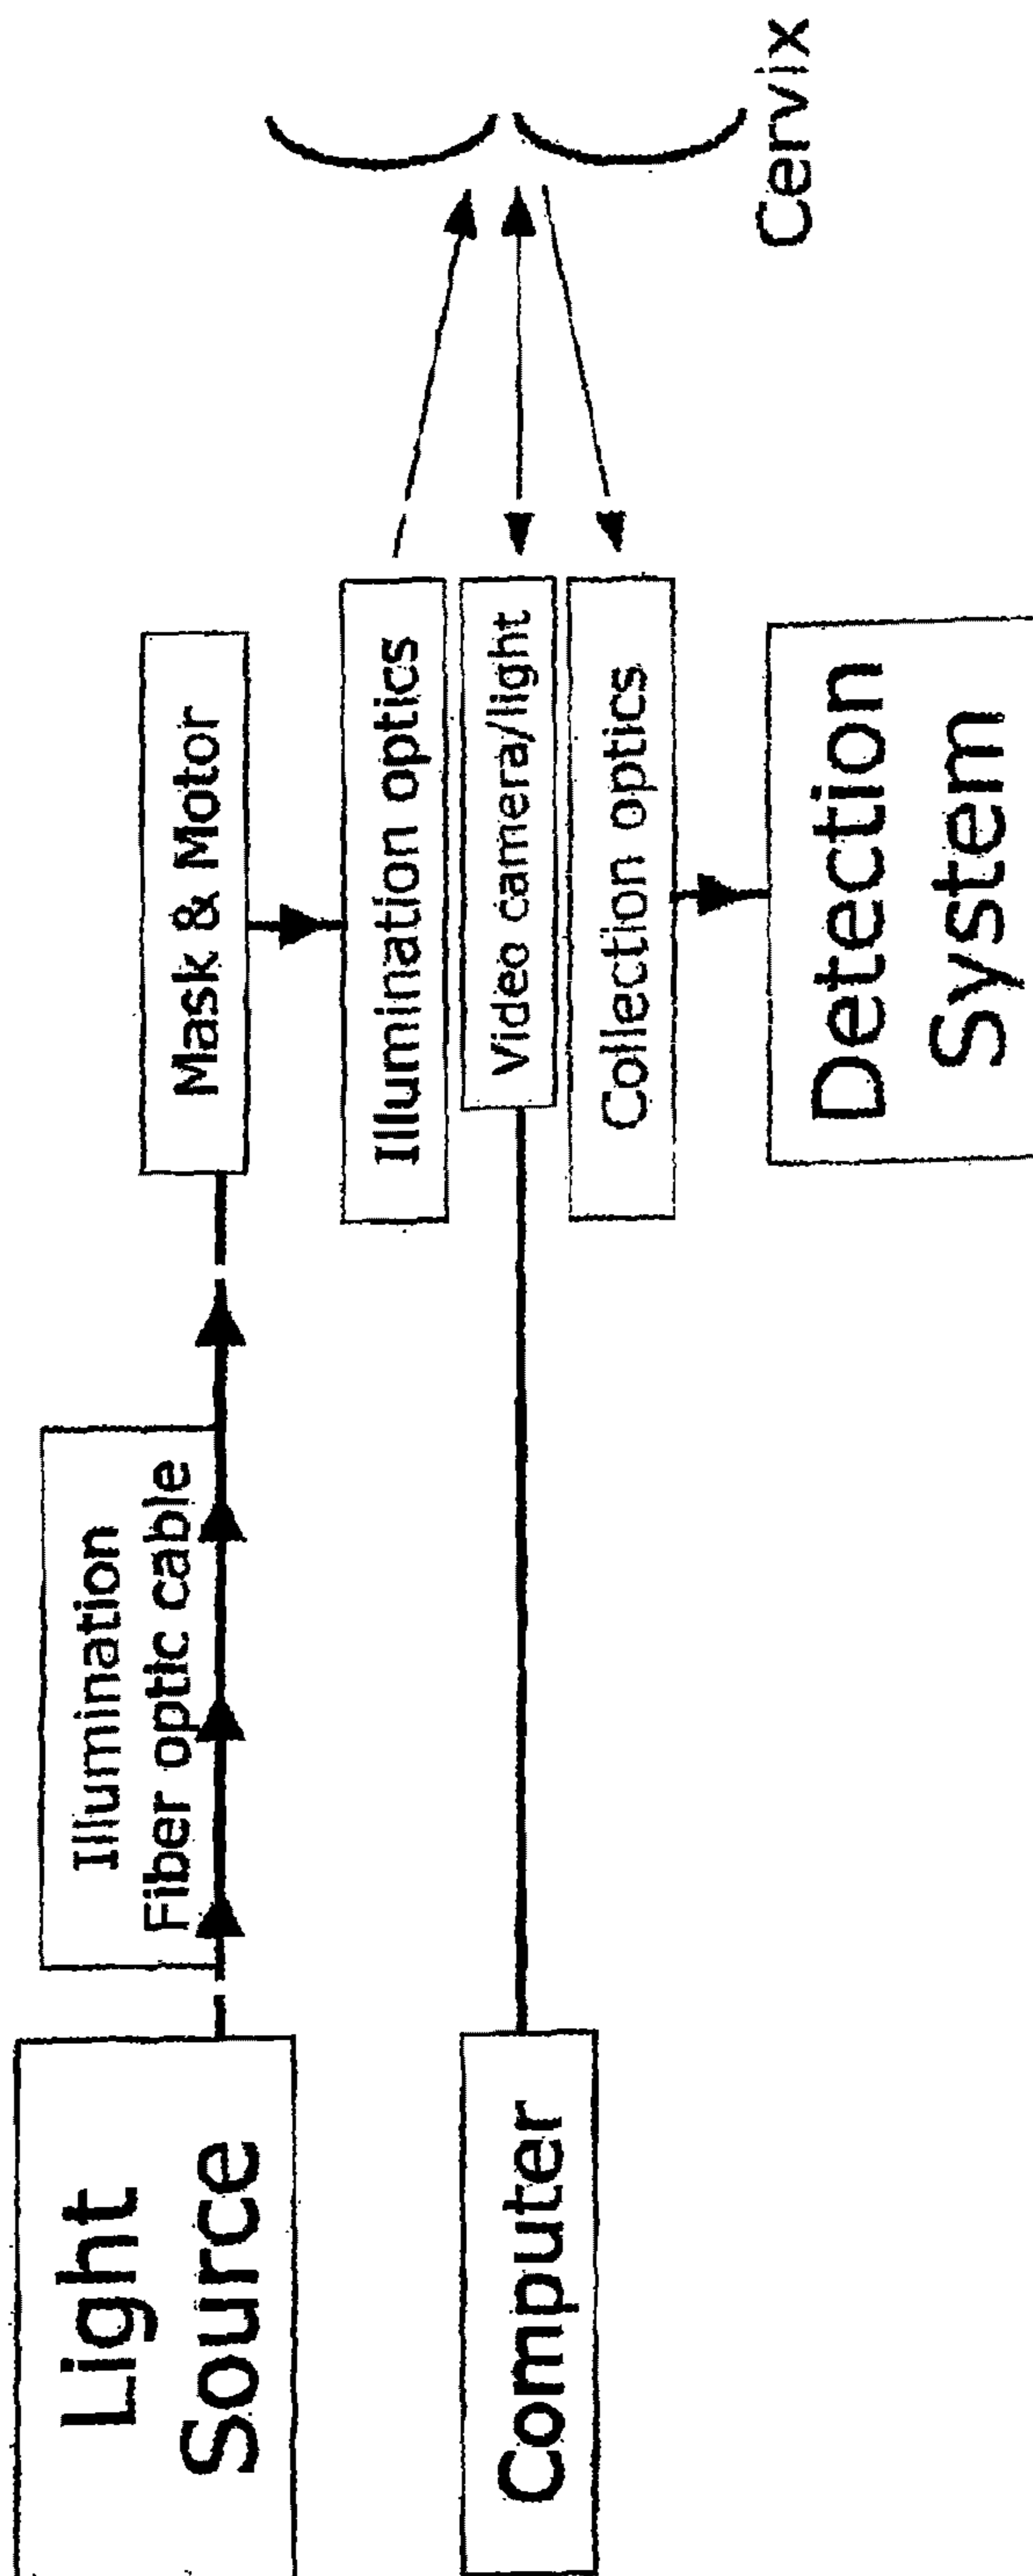 Light
Source
Illumination
Fiber optic cable
Mask & Motor
Illumination optics
Video camera/light
Collection optics
Computer
Detection
System
Cervix